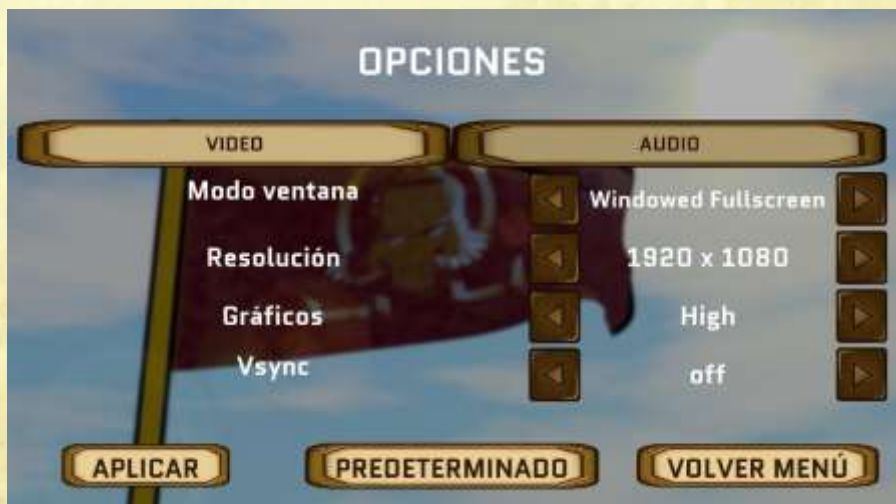 OPCIONES
VIDEO AUDIO
Modo ventana Windowed Fullscreen
Resolución 1920 x 1080
Gráficos High
Vsync off
APLICAR PREDETERMINADO VOLVER MENÚ